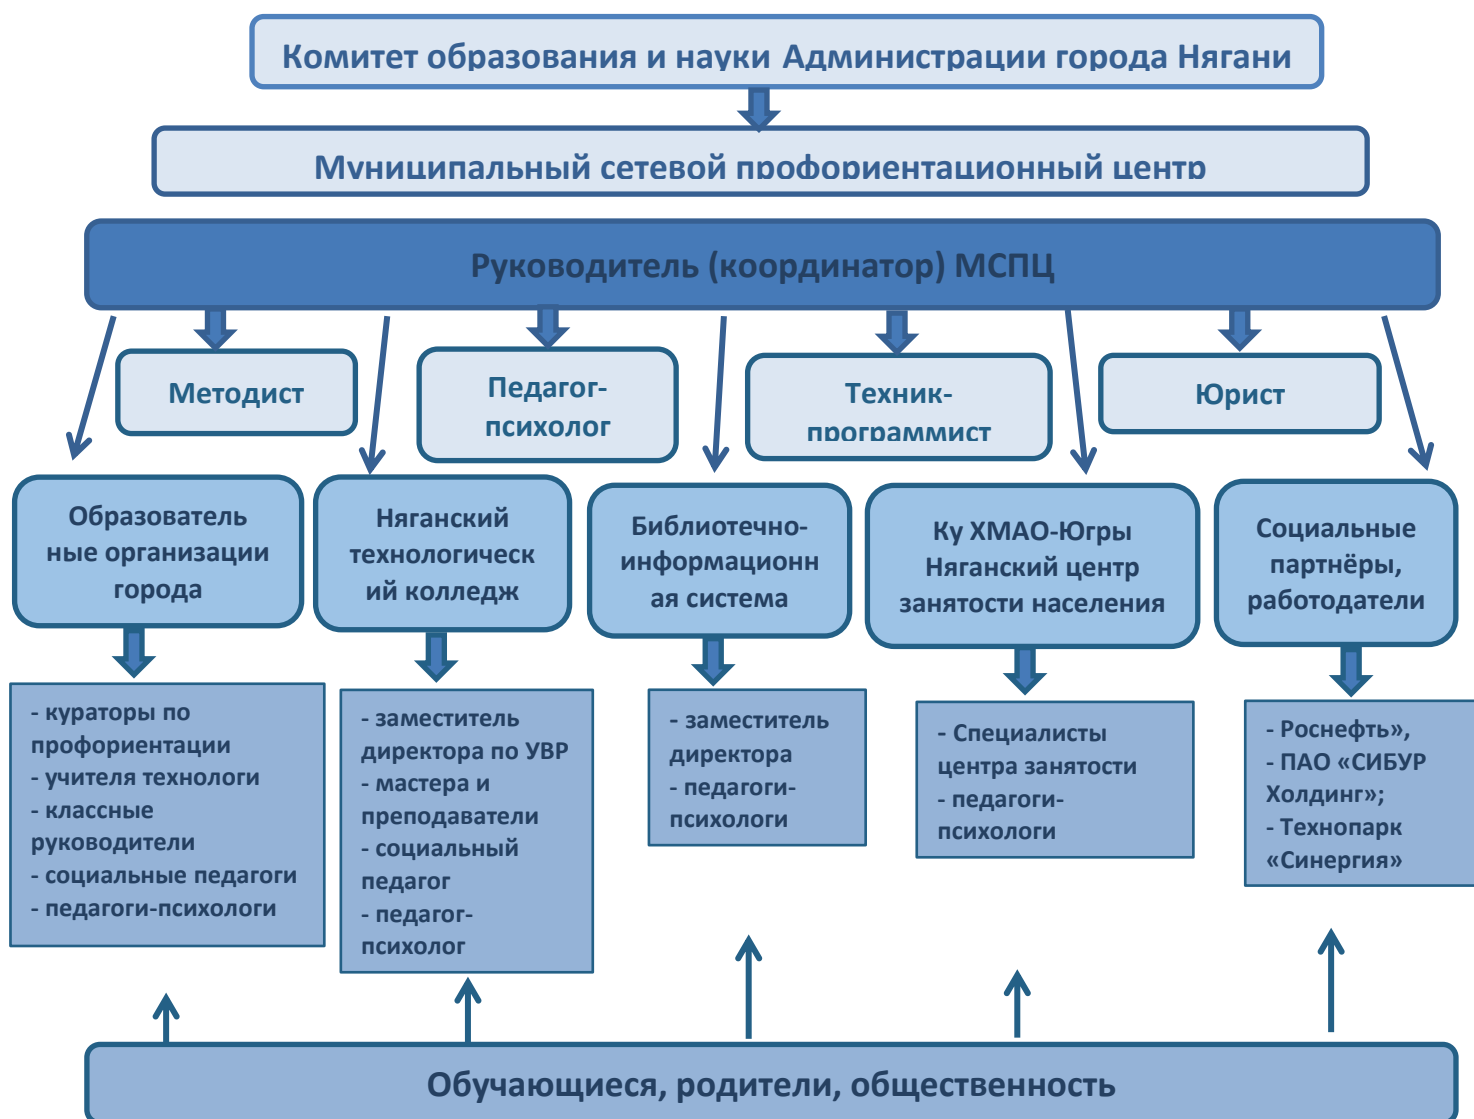 Комитет образования и науки Администрации города Нягани
Муниципальный сетевой профориентационный центр
Руководитель (координатор) МСПЦ
Методист
Педагог-
психолог
Техник-
программист
Юрист
Образователь
ные организации
города
Няганский
технологическ
ий колледж
Библиотечно-
информационн
ая система
Ку ХМАО-Югры
Няганский центр
занятости населения
Социальные
партнёры,
работодатели
- кураторы по
профориентации
- учителя технологи
- классные
руководители
- социальные педагоги
- педагоги-психологи
- заместитель
директора по УВР
- мастера и
преподаватели
- социальный
педагог
- педагог-
психолог
- заместитель
директора
- педагоги-
психологи
- Специалисты
центра занятости
- педагоги-
психологи
- Роснефть»,
- ПАО «СИБУР
Холдинг»;
- Технопарк
«Синергия»
Обучающиеся, родители, общественность